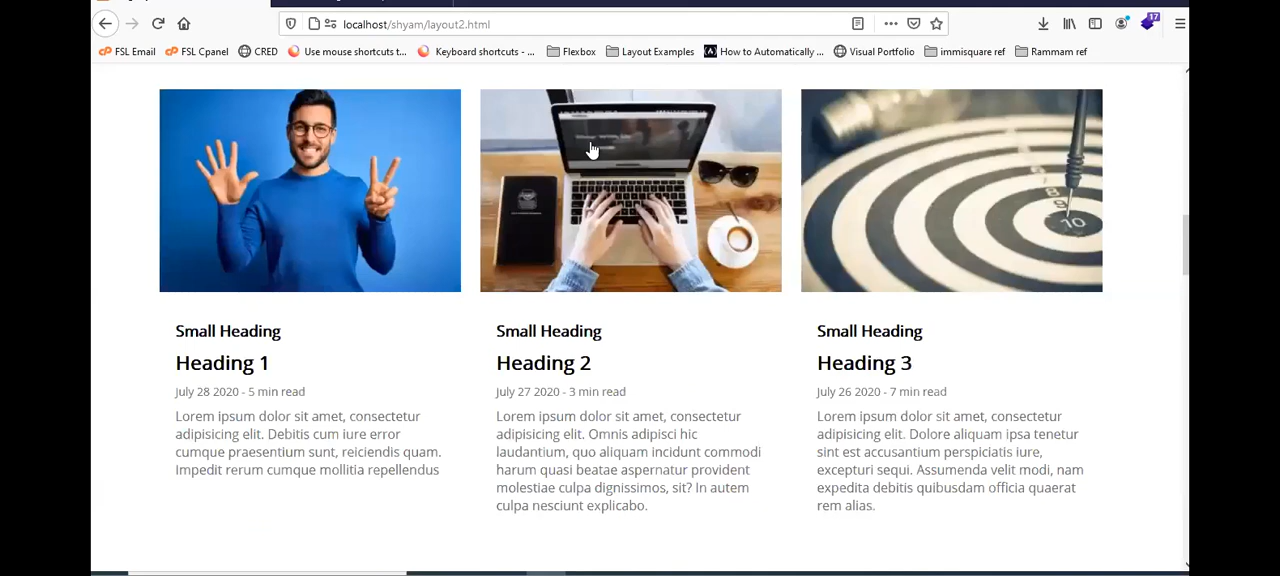 localhost/shyam/layout2.html
17
FSL Email
FSL Cpanel
CRED
Use mouse shortcuts t...
Keyboard shortcuts - ...
Flexbox
Layout Examples
How to Automatically ...
Visual Portfolio
immisquare ref
Rammam ref
8
9
10
Small Heading
Heading 1
July 28 2020 - 5 min read
Lorem ipsum dolor sit amet, consectetur
adipisicing elit. Debitis cum iure error
cumque praesentium sunt, reiciendis quam.
Impedit rerum cumque mollitia repellendus
Small Heading
Heading 2
July 27 2020 - 3 min read
Lorem ipsum dolor sit amet, consectetur
adipisicing elit. Omnis adipisci hic
laudantium, quo aliquam incidunt commodi
harum quasi beatae aspernatur provident
molestiae culpa dignissimos, sit? In autem
culpa nesciunt explicabo.
Small Heading
Heading 3
July 26 2020 - 7 min read
Lorem ipsum dolor sit amet, consectetur
adipisicing elit. Dolore aliquam ipsa tenetur
sint est accusantium perspiciatis iure,
excepturi sequi. Assumenda velit modi, nam
expedita debitis quibusdam officia quaerat
rem alias.